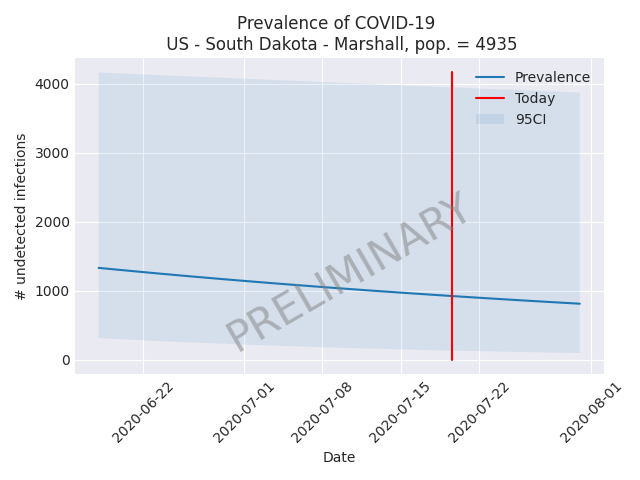 Prevalence of COVID-19
US - South Dakota - Marshall, pop. = 4935
Prevalence
Today
95CI
4000
3000
2000
1000
0
# undetected infections
PRELIMINARY
2020-06-22
2020-07-01
2020-07-08
2020-07-15
2020-07-22
2020-08-01
Date